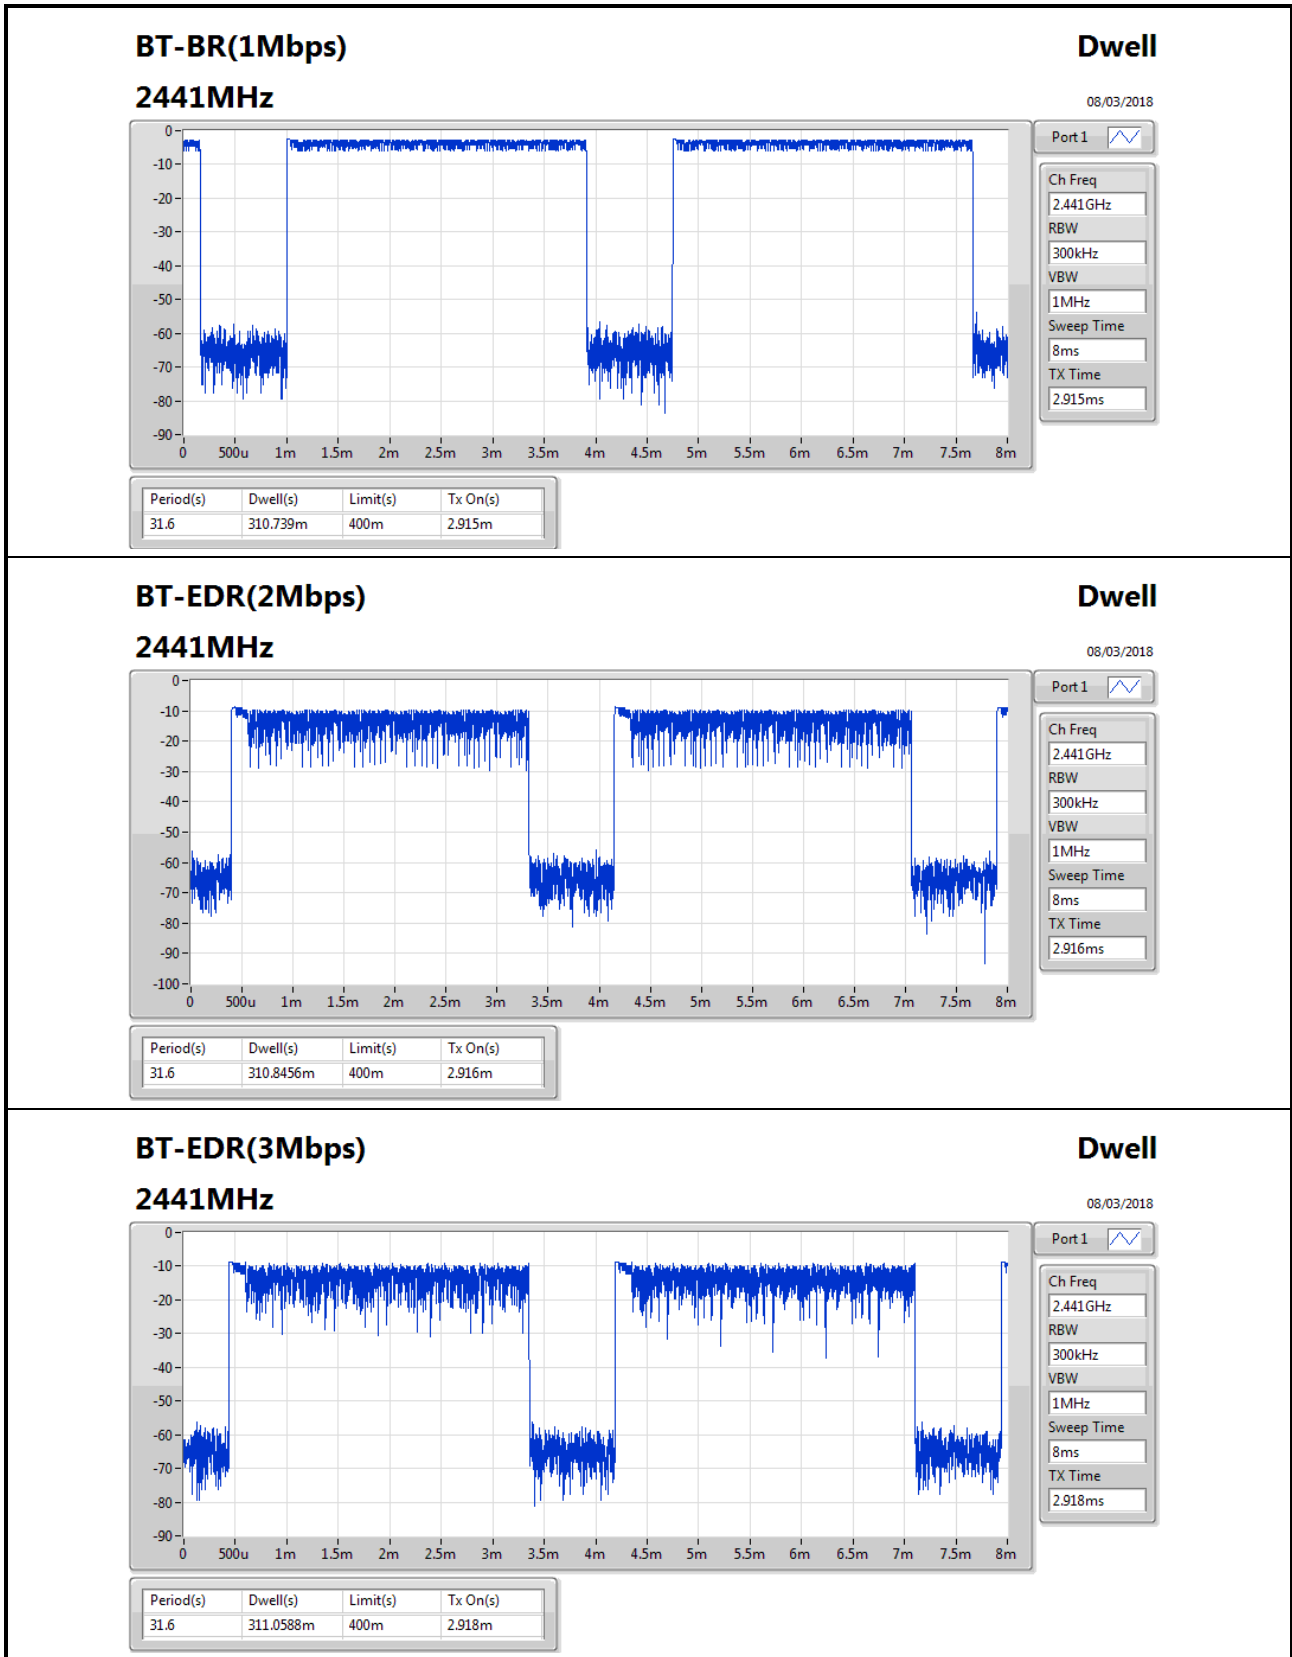 BT-BR(1Mbps) Dwell
2441MHz 08/03/2018
0
-10
-20
-30
-40
-50
-60
-70
-80
-90
0 500u 1m 1.5m 2m 2.5m 3m 3.5m 4m 4.5m 5m 5.5m 6m 6.5m 7m 7.5m 8m
Port 1
Ch Freq
2.441GHz
RBW
300kHz
VBW
1MHz
Sweep Time
8ms
TX Time
2.915ms
Period(s) Dwell(s) Limit(s) Tx On(s)
31.6 310.739m 400m 2.915m
BT-EDR(2Mbps) Dwell
2441MHz 08/03/2018
0
-10
-20
-30
-40
-50
-60
-70
-80
-90
-100
0 500u 1m 1.5m 2m 2.5m 3m 3.5m 4m 4.5m 5m 5.5m 6m 6.5m 7m 7.5m 8m
Port 1
Ch Freq
2.441GHz
RBW
300kHz
VBW
1MHz
Sweep Time
8ms
TX Time
2.916ms
Period(s) Dwell(s) Limit(s) Tx On(s)
31.6 310.8456m 400m 2.916m
BT-EDR(3Mbps) Dwell
2441MHz 08/03/2018
0
-10
-20
-30
-40
-50
-60
-70
-80
-90
0 500u 1m 1.5m 2m 2.5m 3m 3.5m 4m 4.5m 5m 5.5m 6m 6.5m 7m 7.5m 8m
Port 1
Ch Freq
2.441GHz
RBW
300kHz
VBW
1MHz
Sweep Time
8ms
TX Time
2.918ms
Period(s) Dwell(s) Limit(s) Tx On(s)
31.6 311.0588m 400m 2.918m